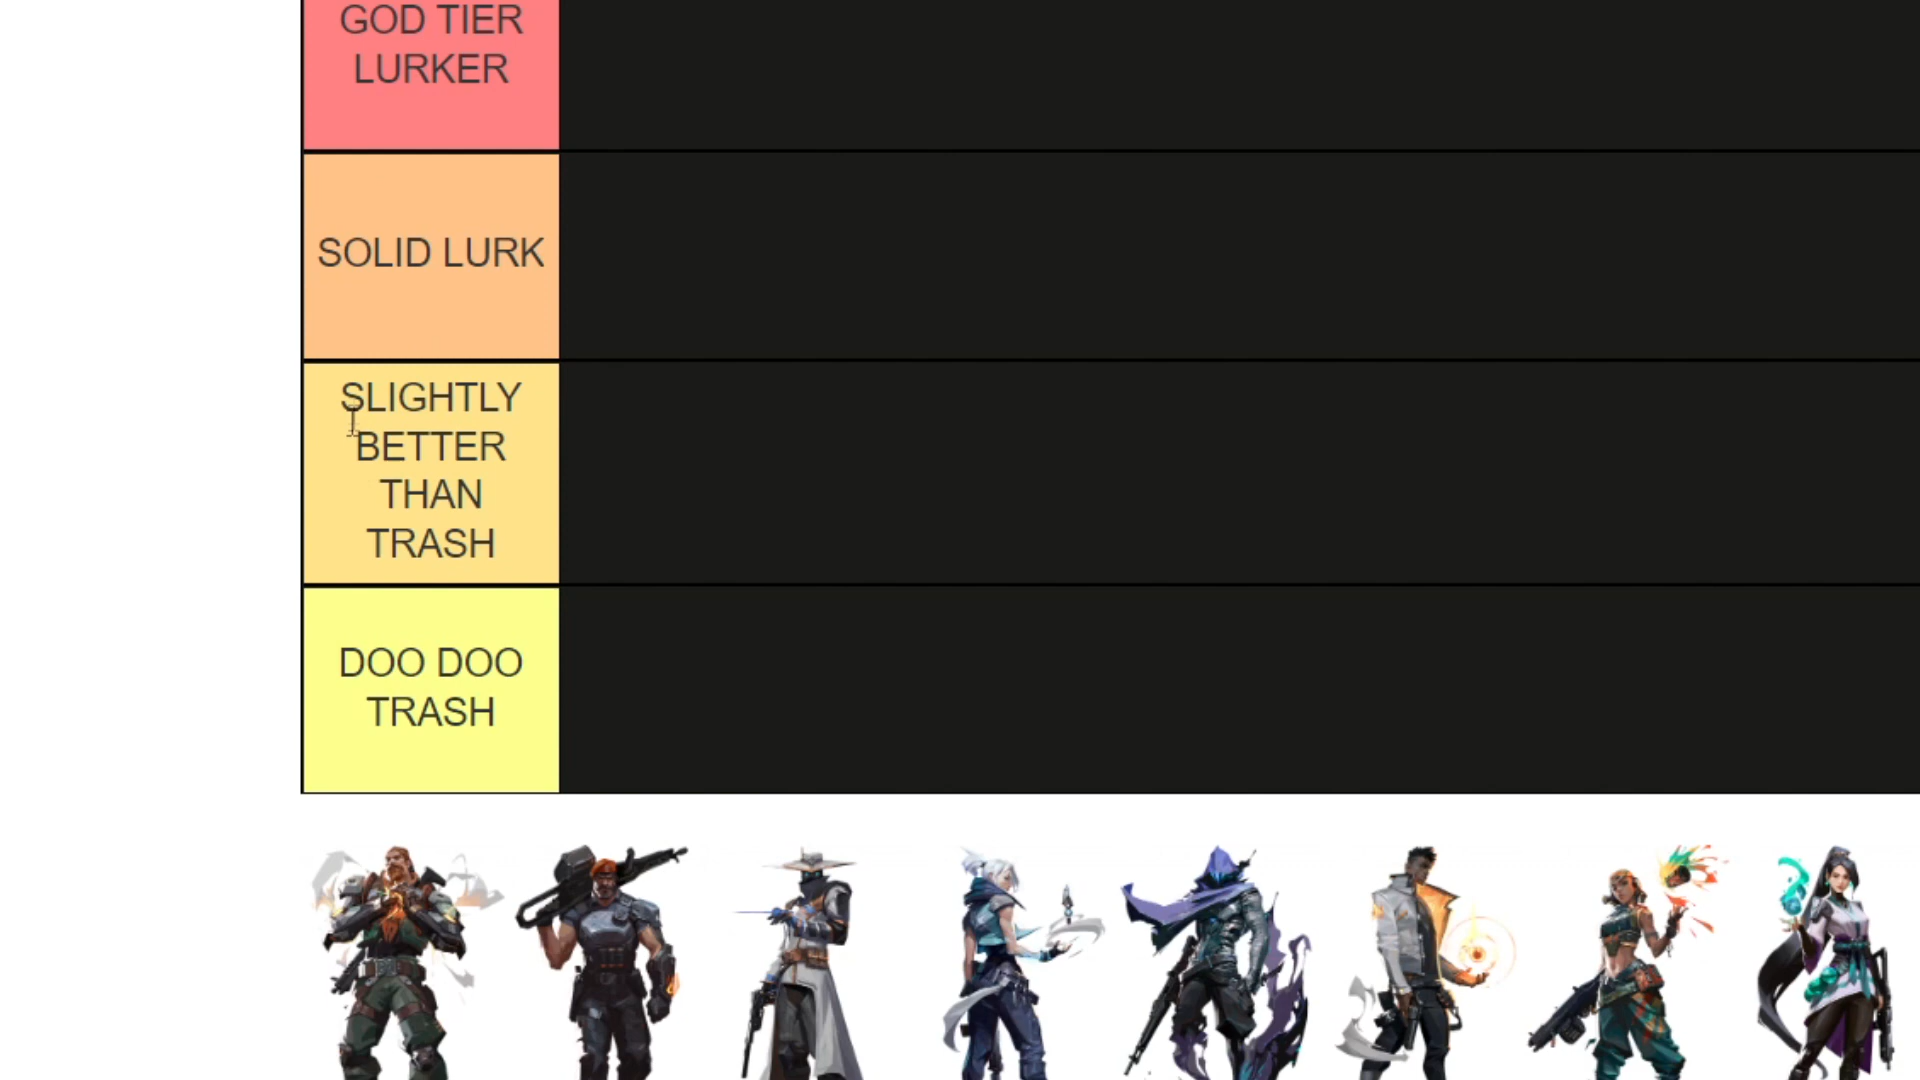 GOD TIER
LURKER
SOLID LURK
SLIGHTLY
BETTER
THAN
TRASH
DOO DOO
TRASH